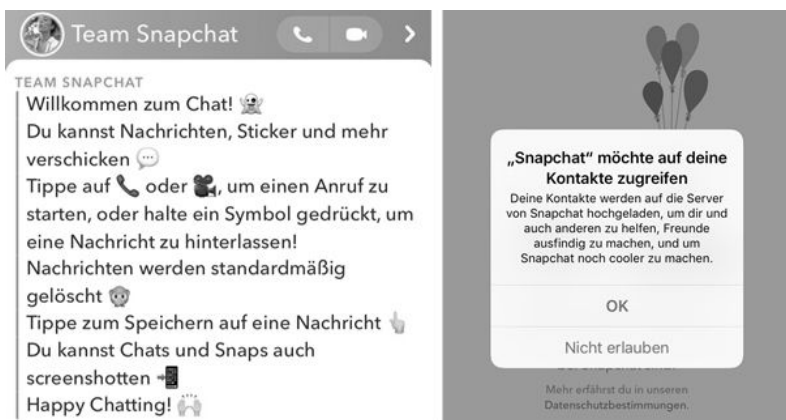 Team Snapchat
TEAM SNAPCHAT
Willkommen zum Chat! 👻
Du kannst Nachrichten, Sticker und mehr
verschicken 💬
Tippe auf 📞 oder 🎥, um einen Anruf zu
starten, oder halte ein Symbol gedrückt, um
eine Nachricht zu hinterlassen!
Nachrichten werden standardmäßig
gelöscht 🙊
Tippe zum Speichern auf eine Nachricht 👆
Du kannst Chats und Snaps auch
screenshotten 📲
Happy Chatting! 🙌
„Snapchat“ möchte auf deine
Kontakte zugreifen
Deine Kontakte werden auf die Server
von Snapchat hochgeladen, um dir und
auch anderen zu helfen, Freunde
ausfindig zu machen, und um
Snapchat noch cooler zu machen.
OK
Nicht erlauben
Mehr erfährst du in unseren
Datenschutzbestimmungen.